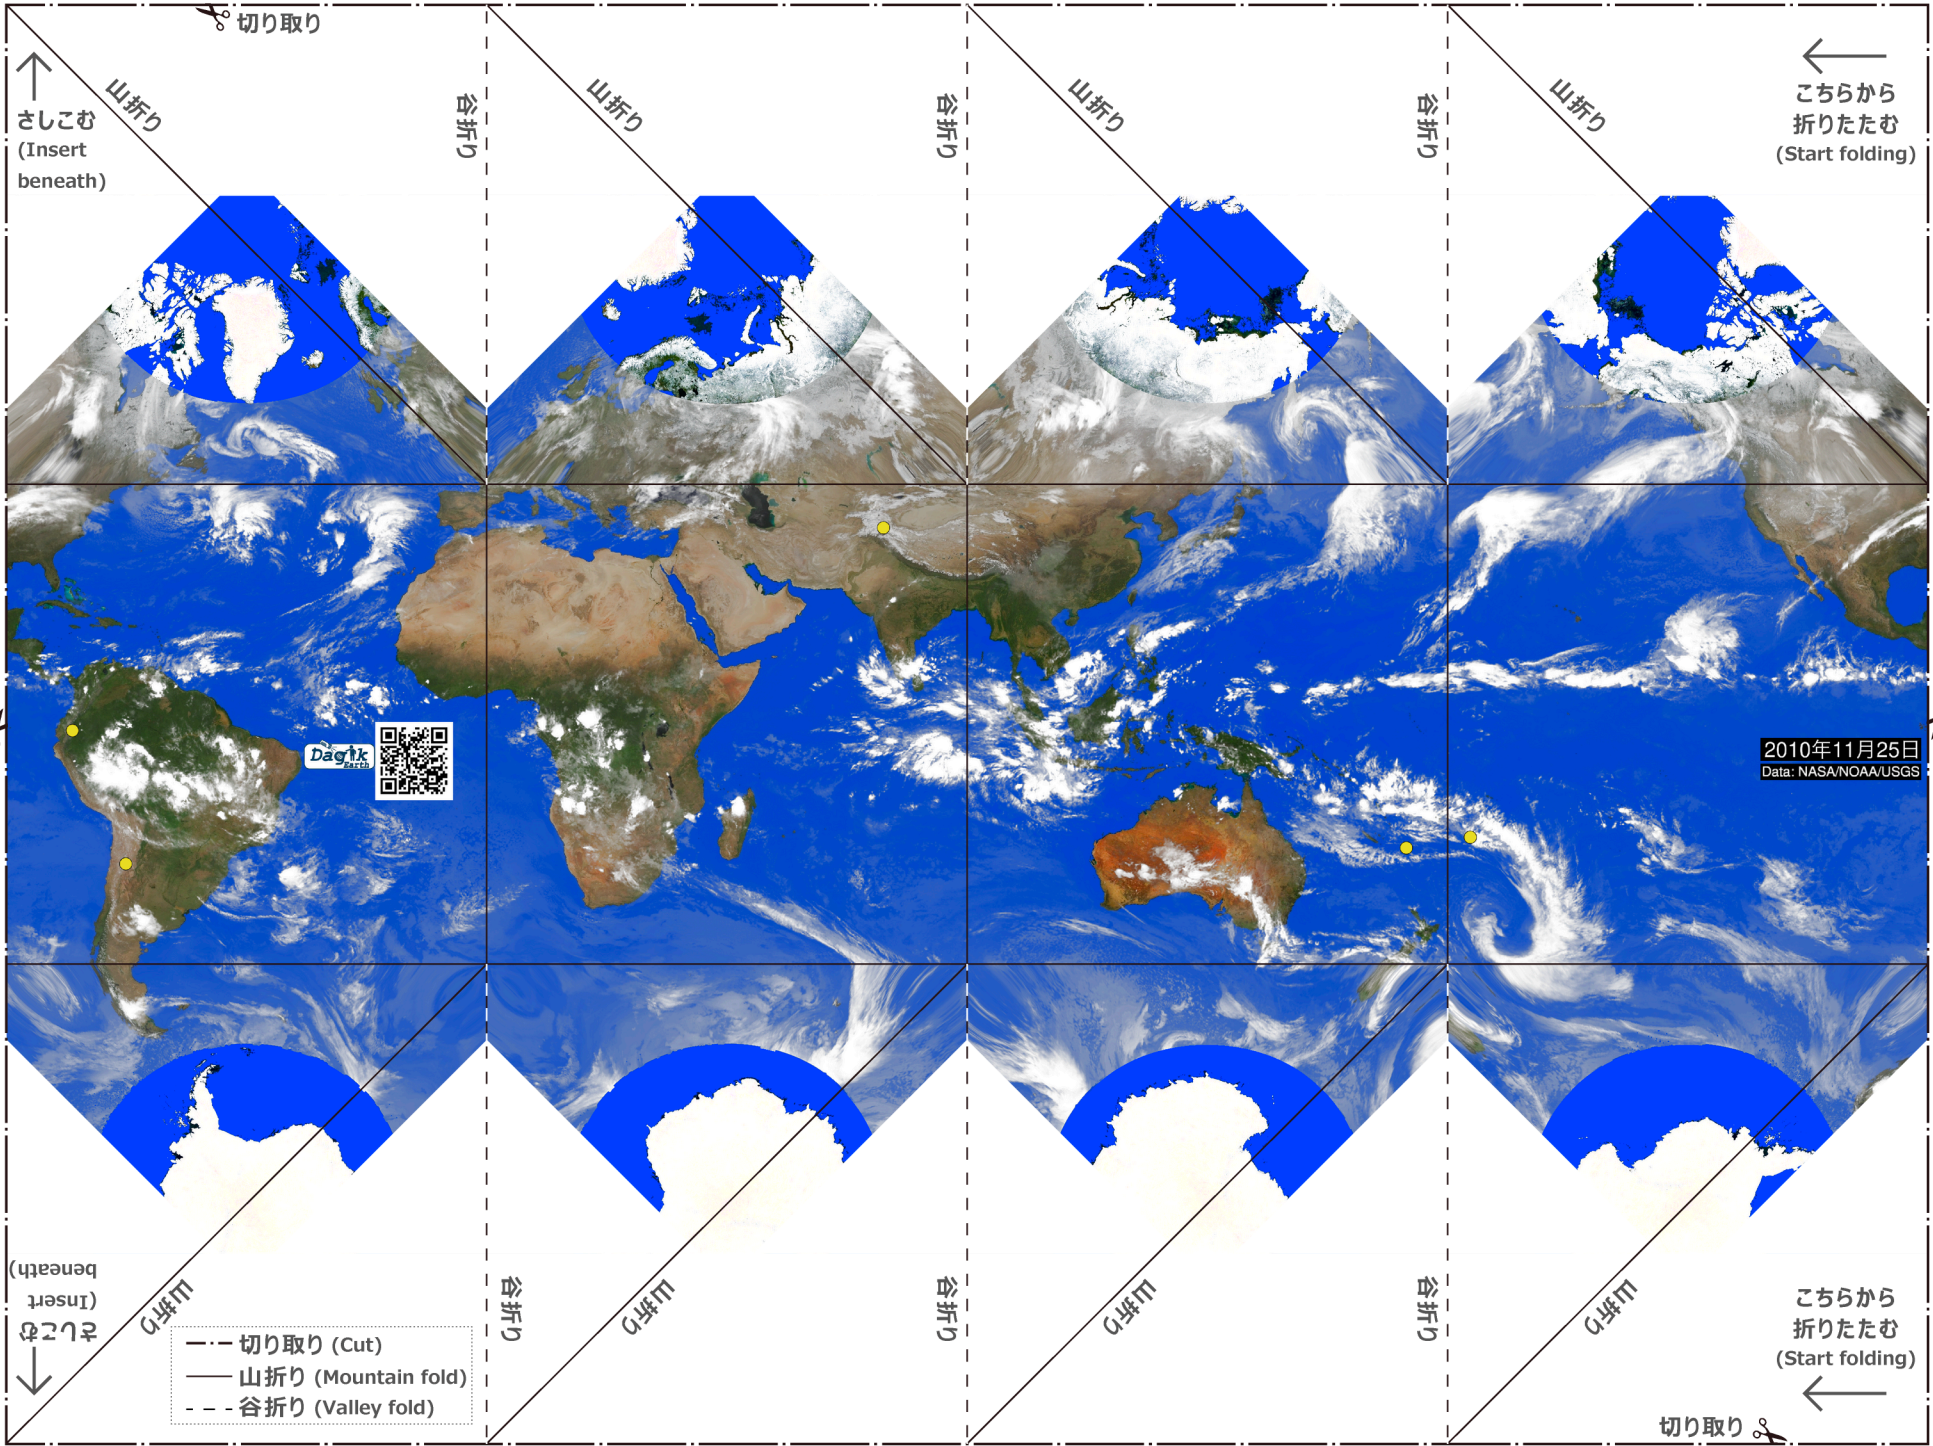 切り取り
山折り
谷折り
山折り
谷折り
山折り
谷折り
山折り
さしこむ
(Insert
beneath)
こちらから
折りたたむ
(Start folding)
Dagik
Earth
2010年11月25日
Data: NASA/NOAA/USGS
さしこむ
(Insert
beneath)
山折り
谷折り
山折り
谷折り
山折り
谷折り
山折り
こちらから
折りたたむ
(Start folding)
切り取り (Cut)
山折り (Mountain fold)
谷折り (Valley fold)
切り取り